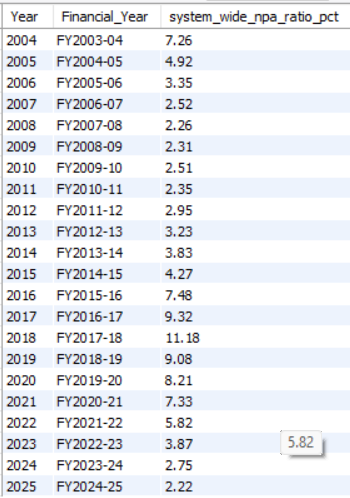 Year Financial_Year system_wide_npa_ratio_pct
2004 FY2003-04 7.26
2005 FY2004-05 4.92
2006 FY2005-06 3.35
2007 FY2006-07 2.52
2008 FY2007-08 2.26
2009 FY2008-09 2.31
2010 FY2009-10 2.51
2011 FY2010-11 2.35
2012 FY2011-12 2.95
2013 FY2012-13 3.23
2014 FY2013-14 3.83
2015 FY2014-15 4.27
2016 FY2015-16 7.48
2017 FY2016-17 9.32
2018 FY2017-18 11.18
2019 FY2018-19 9.08
2020 FY2019-20 8.21
2021 FY2020-21 7.33
2022 FY2021-22 5.82
2023 FY2022-23 3.87 5.82
2024 FY2023-24 2.75
2025 FY2024-25 2.22